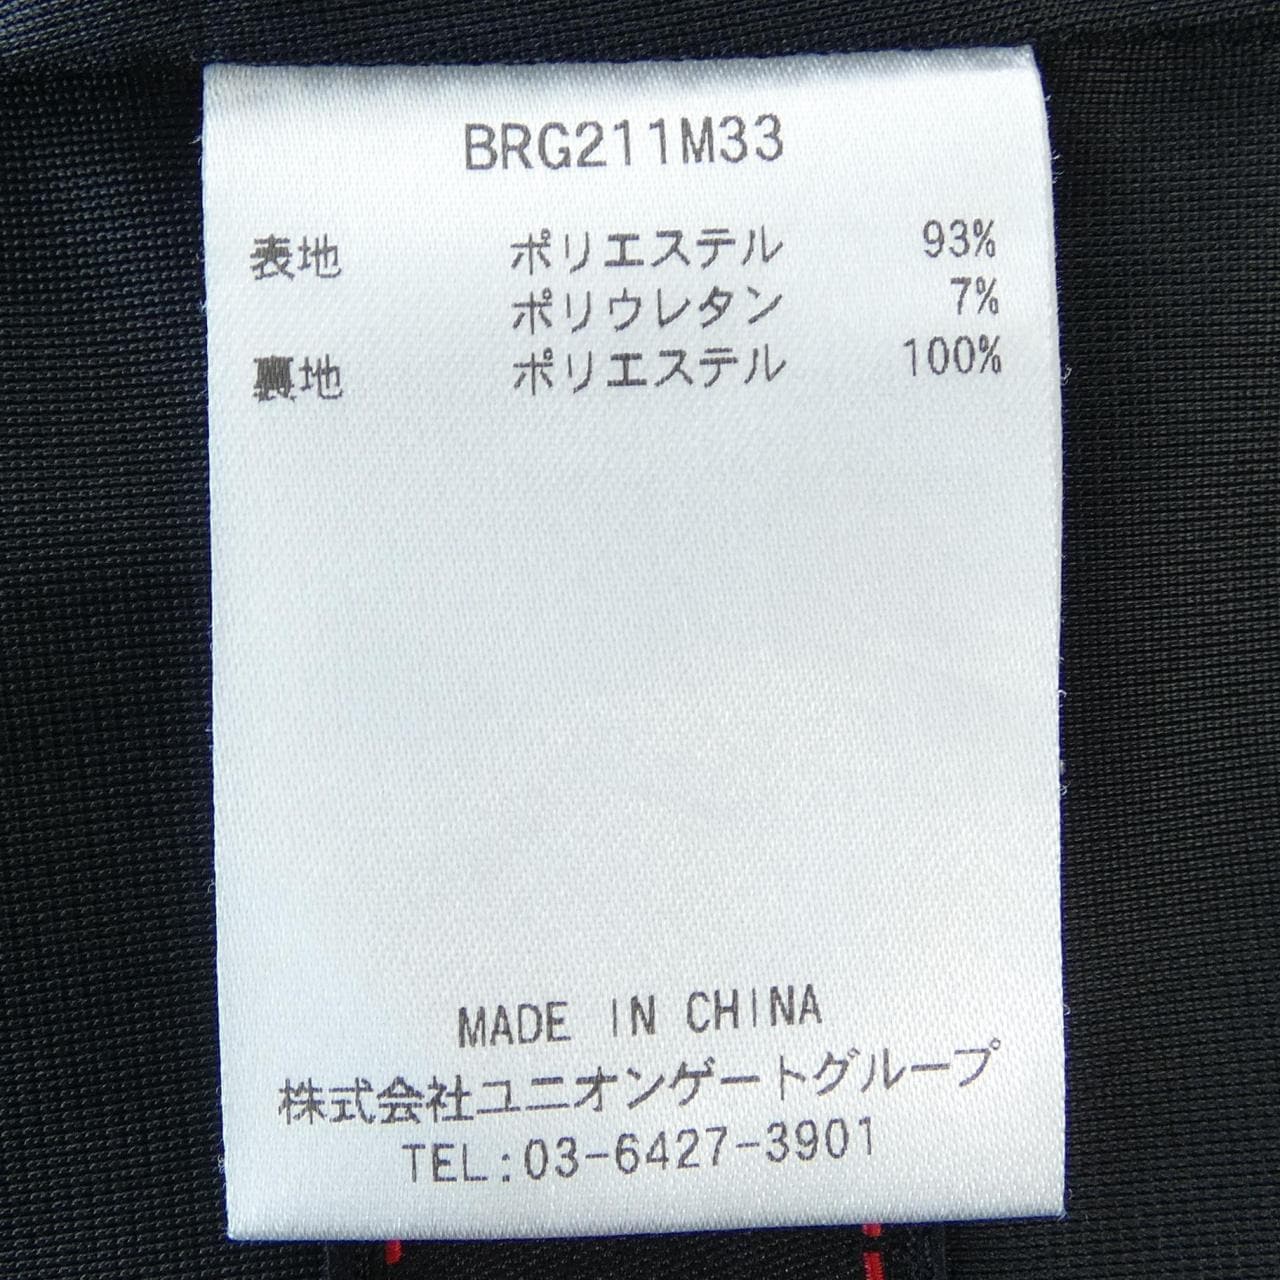 BRG211M33
表地 ポリエステル 93%
ポリウレタン 7%
裏地 ポリエステル 100%
MADE IN CHINA
株式会社ユニオンゲートグループ
TEL:03-6427-3901